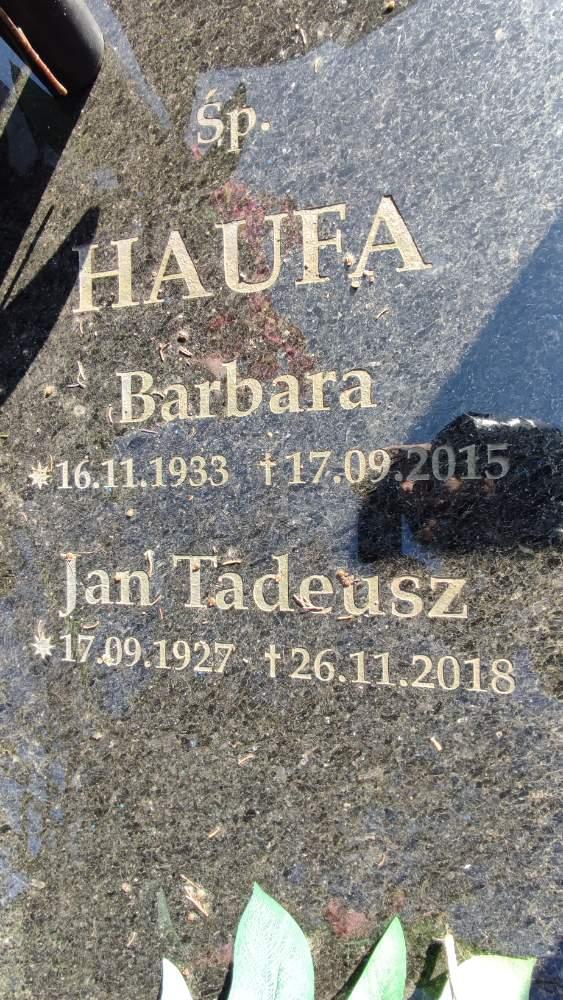 Śp.
HAUFA
Barbara
*16.11.1933 †17.09.2015
Jan Tadeusz
*17.09.1927 †26.11.2018